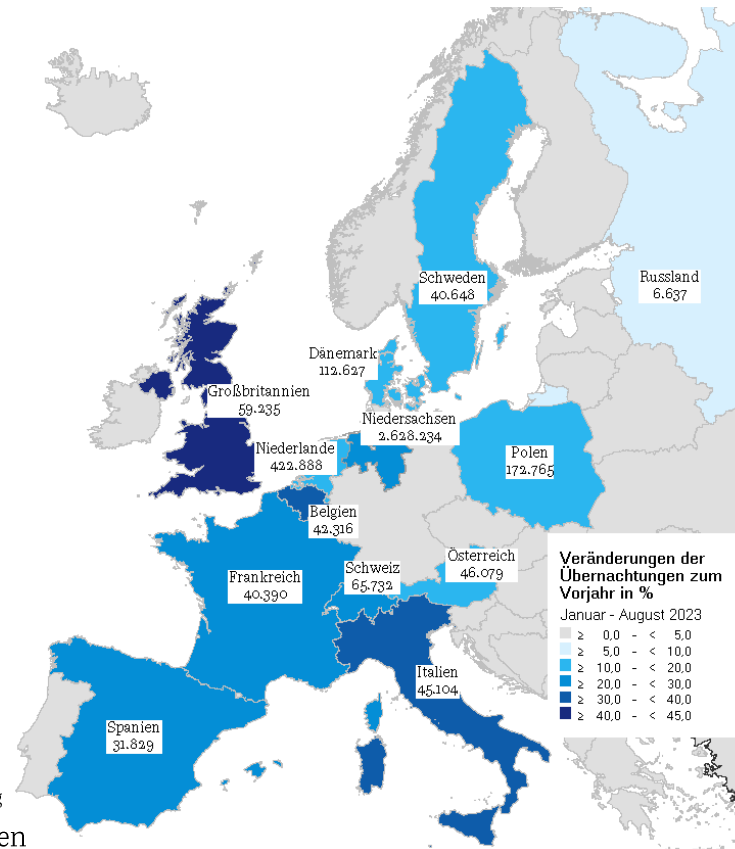 Schweden
40.648
Russland
6.637
Dänemark
112.627
Großbritannien
59.235
Niedersachsen
2.628.234
Niederlande
422.888
Polen
172.765
Belgien
42.316
Österreich
46.079
Schweiz
65.732
Frankreich
40.390
Italien
45.104
Spanien
31.829
Veränderungen der
Übernachtungen zum
Vorjahr in %
Januar - August 2023
≥ 0,0 - < 5,0
≥ 5,0 - < 10,0
≥ 10,0 - < 20,0
≥ 20,0 - < 30,0
≥ 30,0 - < 40,0
≥ 40,0 - < 45,0
g
en